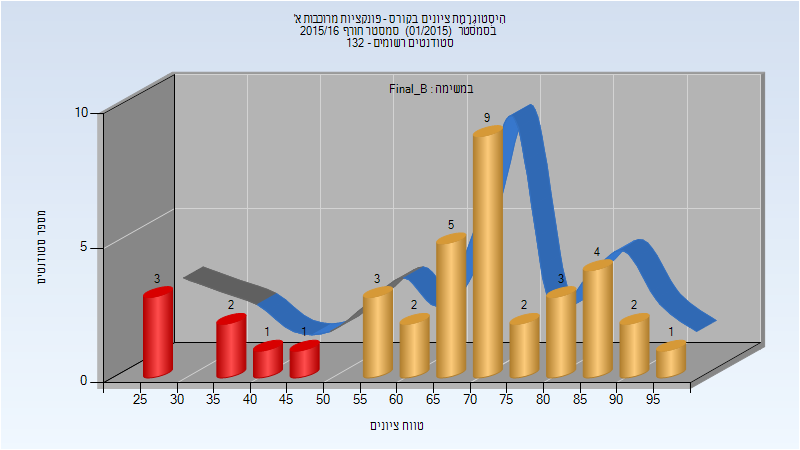 היסטוגרמת ציונים בקורס - פונקציות מרוכבות א'
בסמסטר (01/2015) סמסטר חורף 2015/16
סטודנטים רשומים - 132
במשימה : Final_B
מספר סטודנטים
10
5
0
3
2
1
1
3
2
5
9
2
3
4
2
1
25 30 35 40 45 50 55 60 65 70 75 80 85 90 95
טווח ציונים